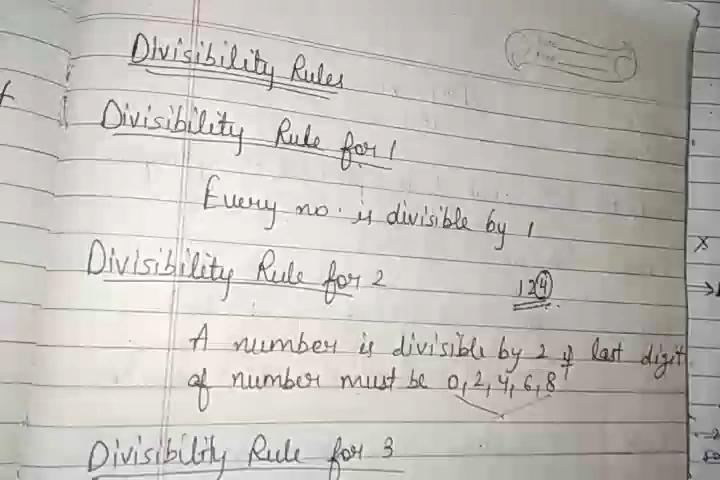 Divisibility Rules
Divisibility Rule for 1
Every no. is divisible by 1
Divisibility Rule for 2
124
A number is divisible by 2 if last digit
of number must be 0, 2, 4, 6, 8
Divisibility Rule for 3